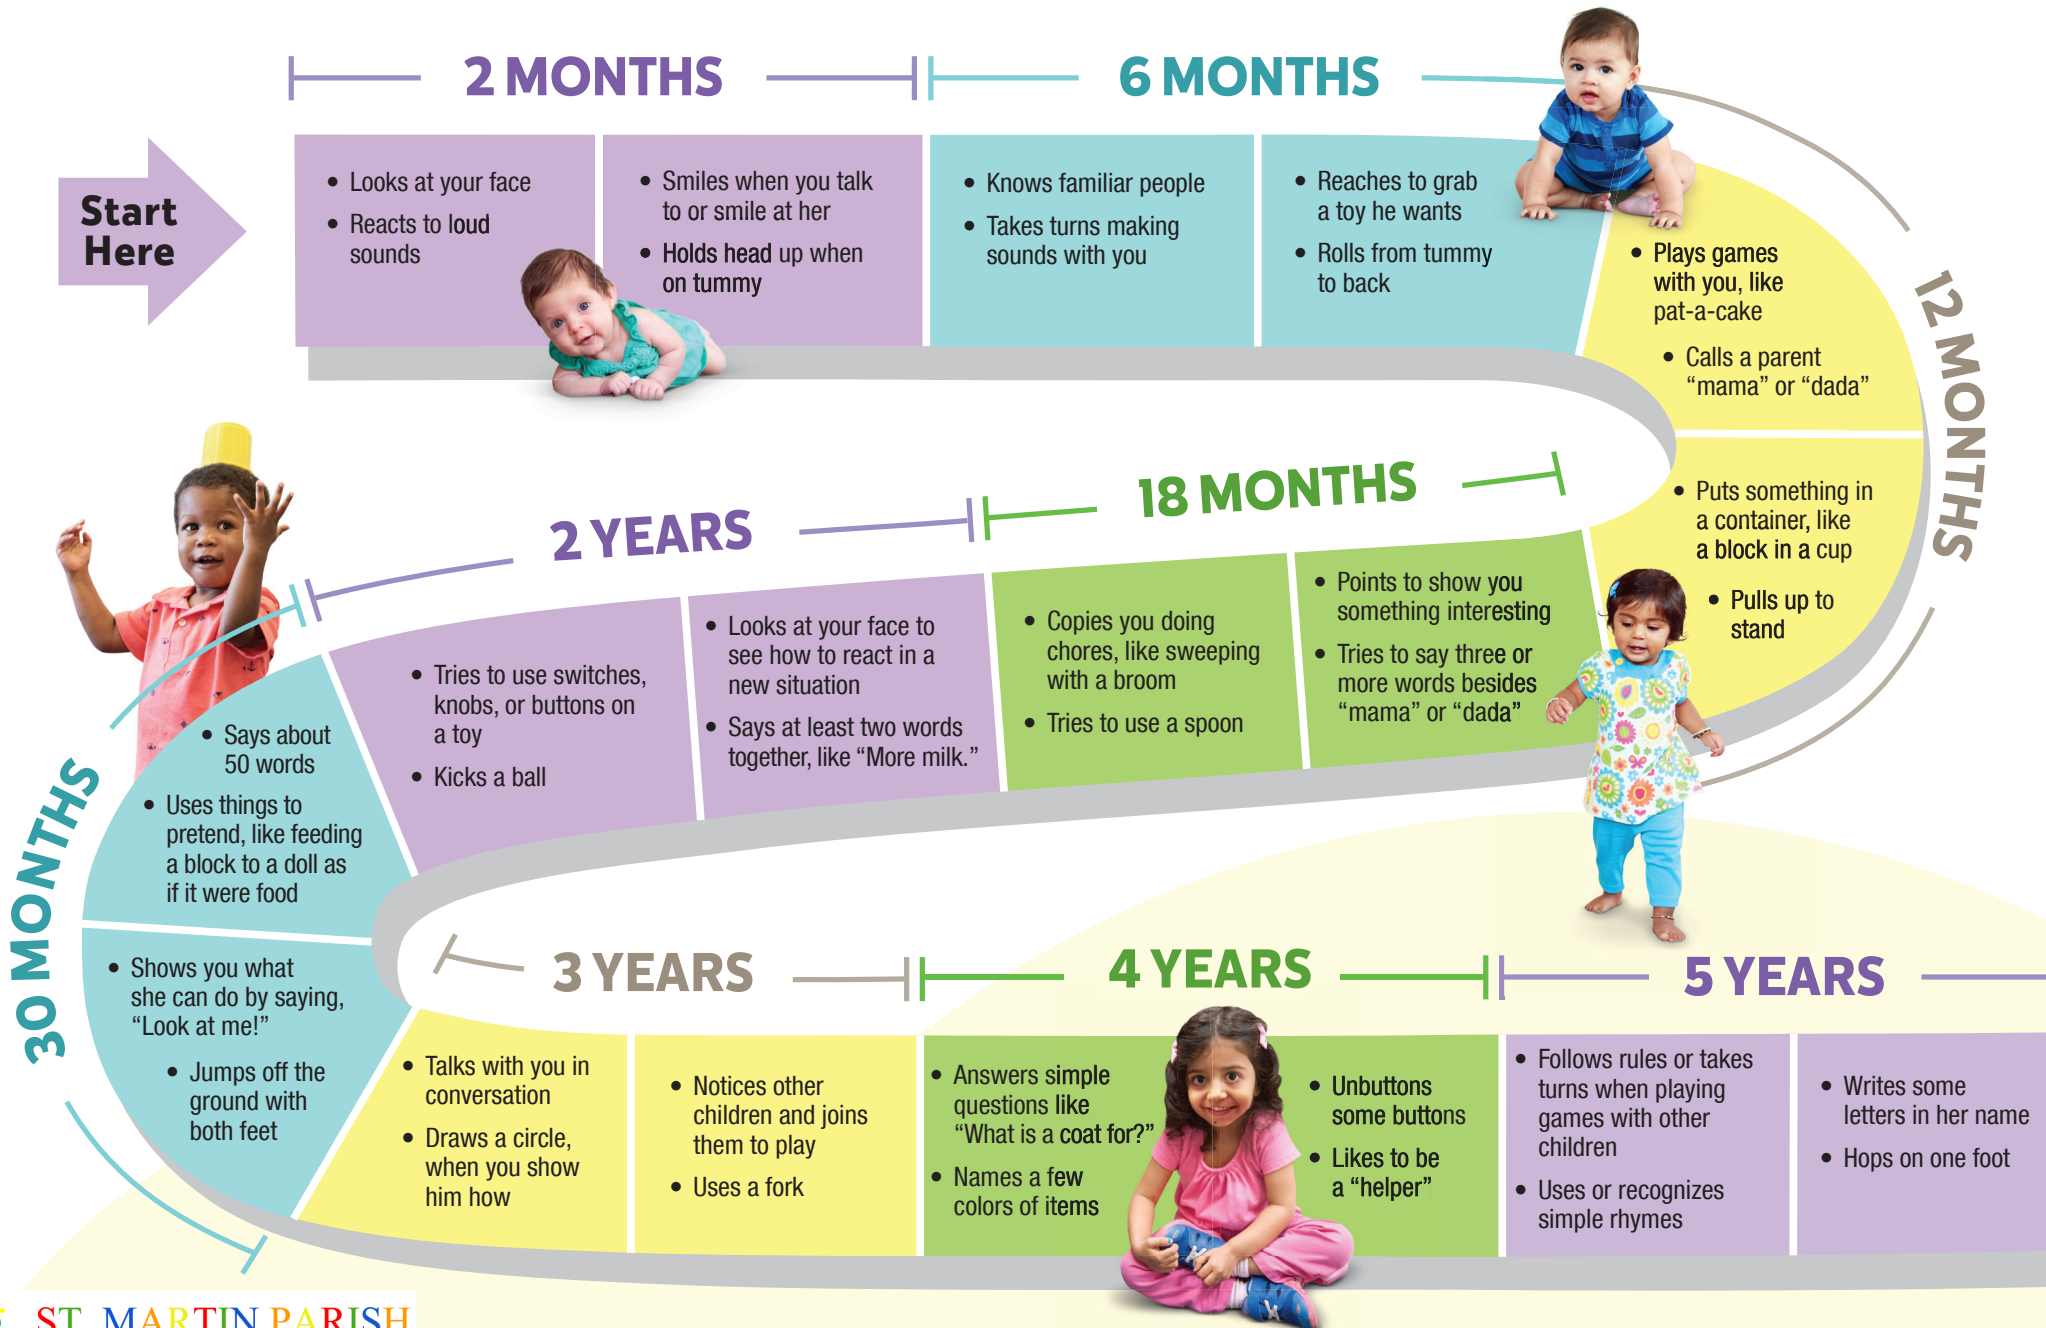 2 MONTHS
6 MONTHS
Start
Here
• Looks at your face
• Reacts to loud
sounds
• Smiles when you talk
to or smile at her
• Holds head up when
on tummy
• Knows familiar people
• Takes turns making
sounds with you
• Reaches to grab
a toy he wants
• Rolls from tummy
to back
12 MONTHS
• Plays games
with you, like
pat-a-cake
• Calls a parent
“mama” or “dada”
• Puts something in
a container, like
a block in a cup
• Pulls up to
stand
18 MONTHS
• Points to show you
something interesting
• Tries to say three or
more words besides
“mama” or “dada”
• Copies you doing
chores, like sweeping
with a broom
• Tries to use a spoon
2 YEARS
• Looks at your face to
see how to react in a
new situation
• Says at least two words
together, like “More milk.”
• Tries to use switches,
knobs, or buttons on
a toy
• Kicks a ball
30 MONTHS
• Says about
50 words
• Uses things to
pretend, like feeding
a block to a doll as
if it were food
• Shows you what
she can do by saying,
“Look at me!”
• Jumps off the
ground with
both feet
3 YEARS
• Talks with you in
conversation
• Draws a circle,
when you show
him how
• Notices other
children and joins
them to play
• Uses a fork
4 YEARS
• Answers simple
questions like
“What is a coat for?”
• Names a few
colors of items
• Unbuttons
some buttons
• Likes to be
a “helper”
5 YEARS
• Follows rules or takes
turns when playing
games with other
children
• Uses or recognizes
simple rhymes
• Writes some
letters in her name
• Hops on one foot
ST. MARTIN PARISH